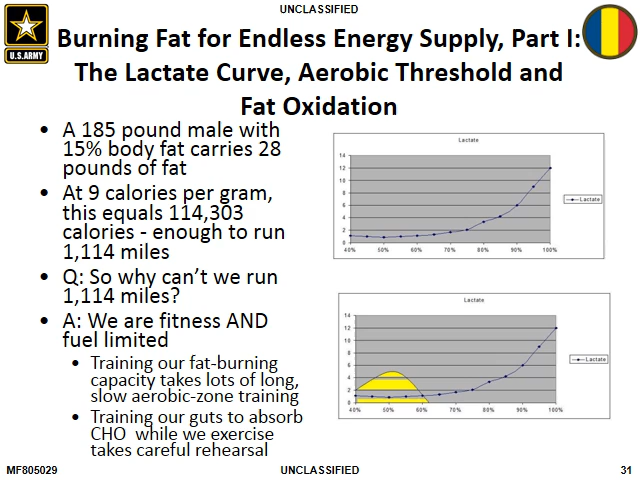 UNCLASSIFIED
U.S.ARMY
Burning Fat for Endless Energy Supply, Part I:
The Lactate Curve, Aerobic Threshold and
Fat Oxidation
• A 185 pound male with
15% body fat carries 28
pounds of fat
• At 9 calories per gram,
this equals 114,303
calories - enough to run
1,114 miles
• Q: So why can’t we run
1,114 miles?
• A: We are fitness AND
fuel limited
• Training our fat-burning
capacity takes lots of long,
slow aerobic-zone training
• Training our guts to absorb
CHO while we exercise
takes careful rehearsal
Lactate
14
12
10
8
6
4
2
0
40% 50% 60% 70% 80% 90% 100%
Lactate
Lactate
14
12
10
8
6
4
2
0
40% 50% 60% 70% 80% 90% 100%
Lactate
MF805029
UNCLASSIFIED
31